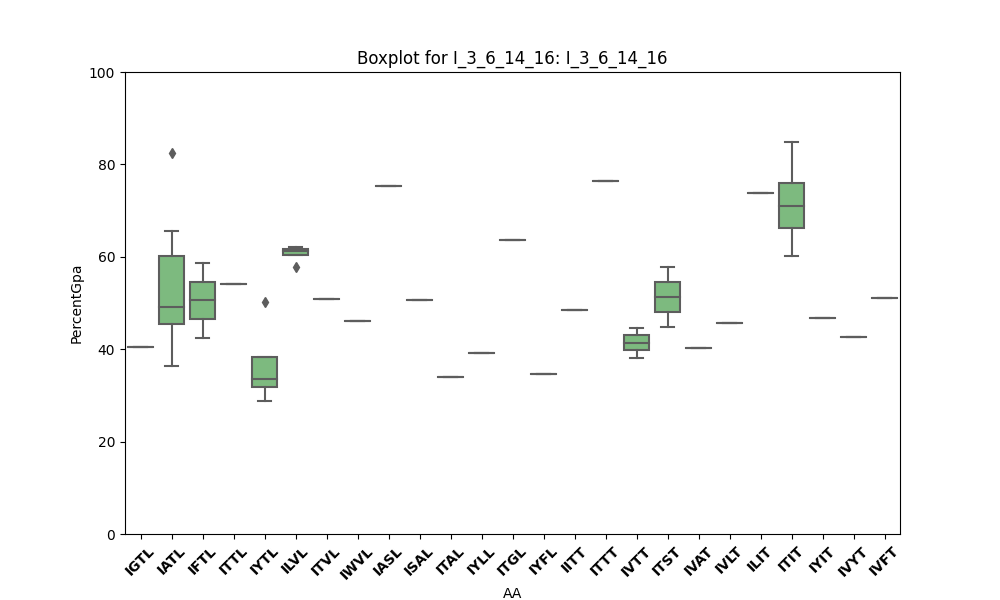 Boxplot for I_3_6_14_16: I_3_6_14_16
100
80
60
40
20
0
PercentGpa
IGTL IATL IFTL ITTL IYTL ILVL ITVL IWVL IASL ISAL ITAL IYLL ITGL IYFL IITT ITTT IVTT ITST IVAT IVLT ILIT ITIT IYIT IVYT IVFT
AA